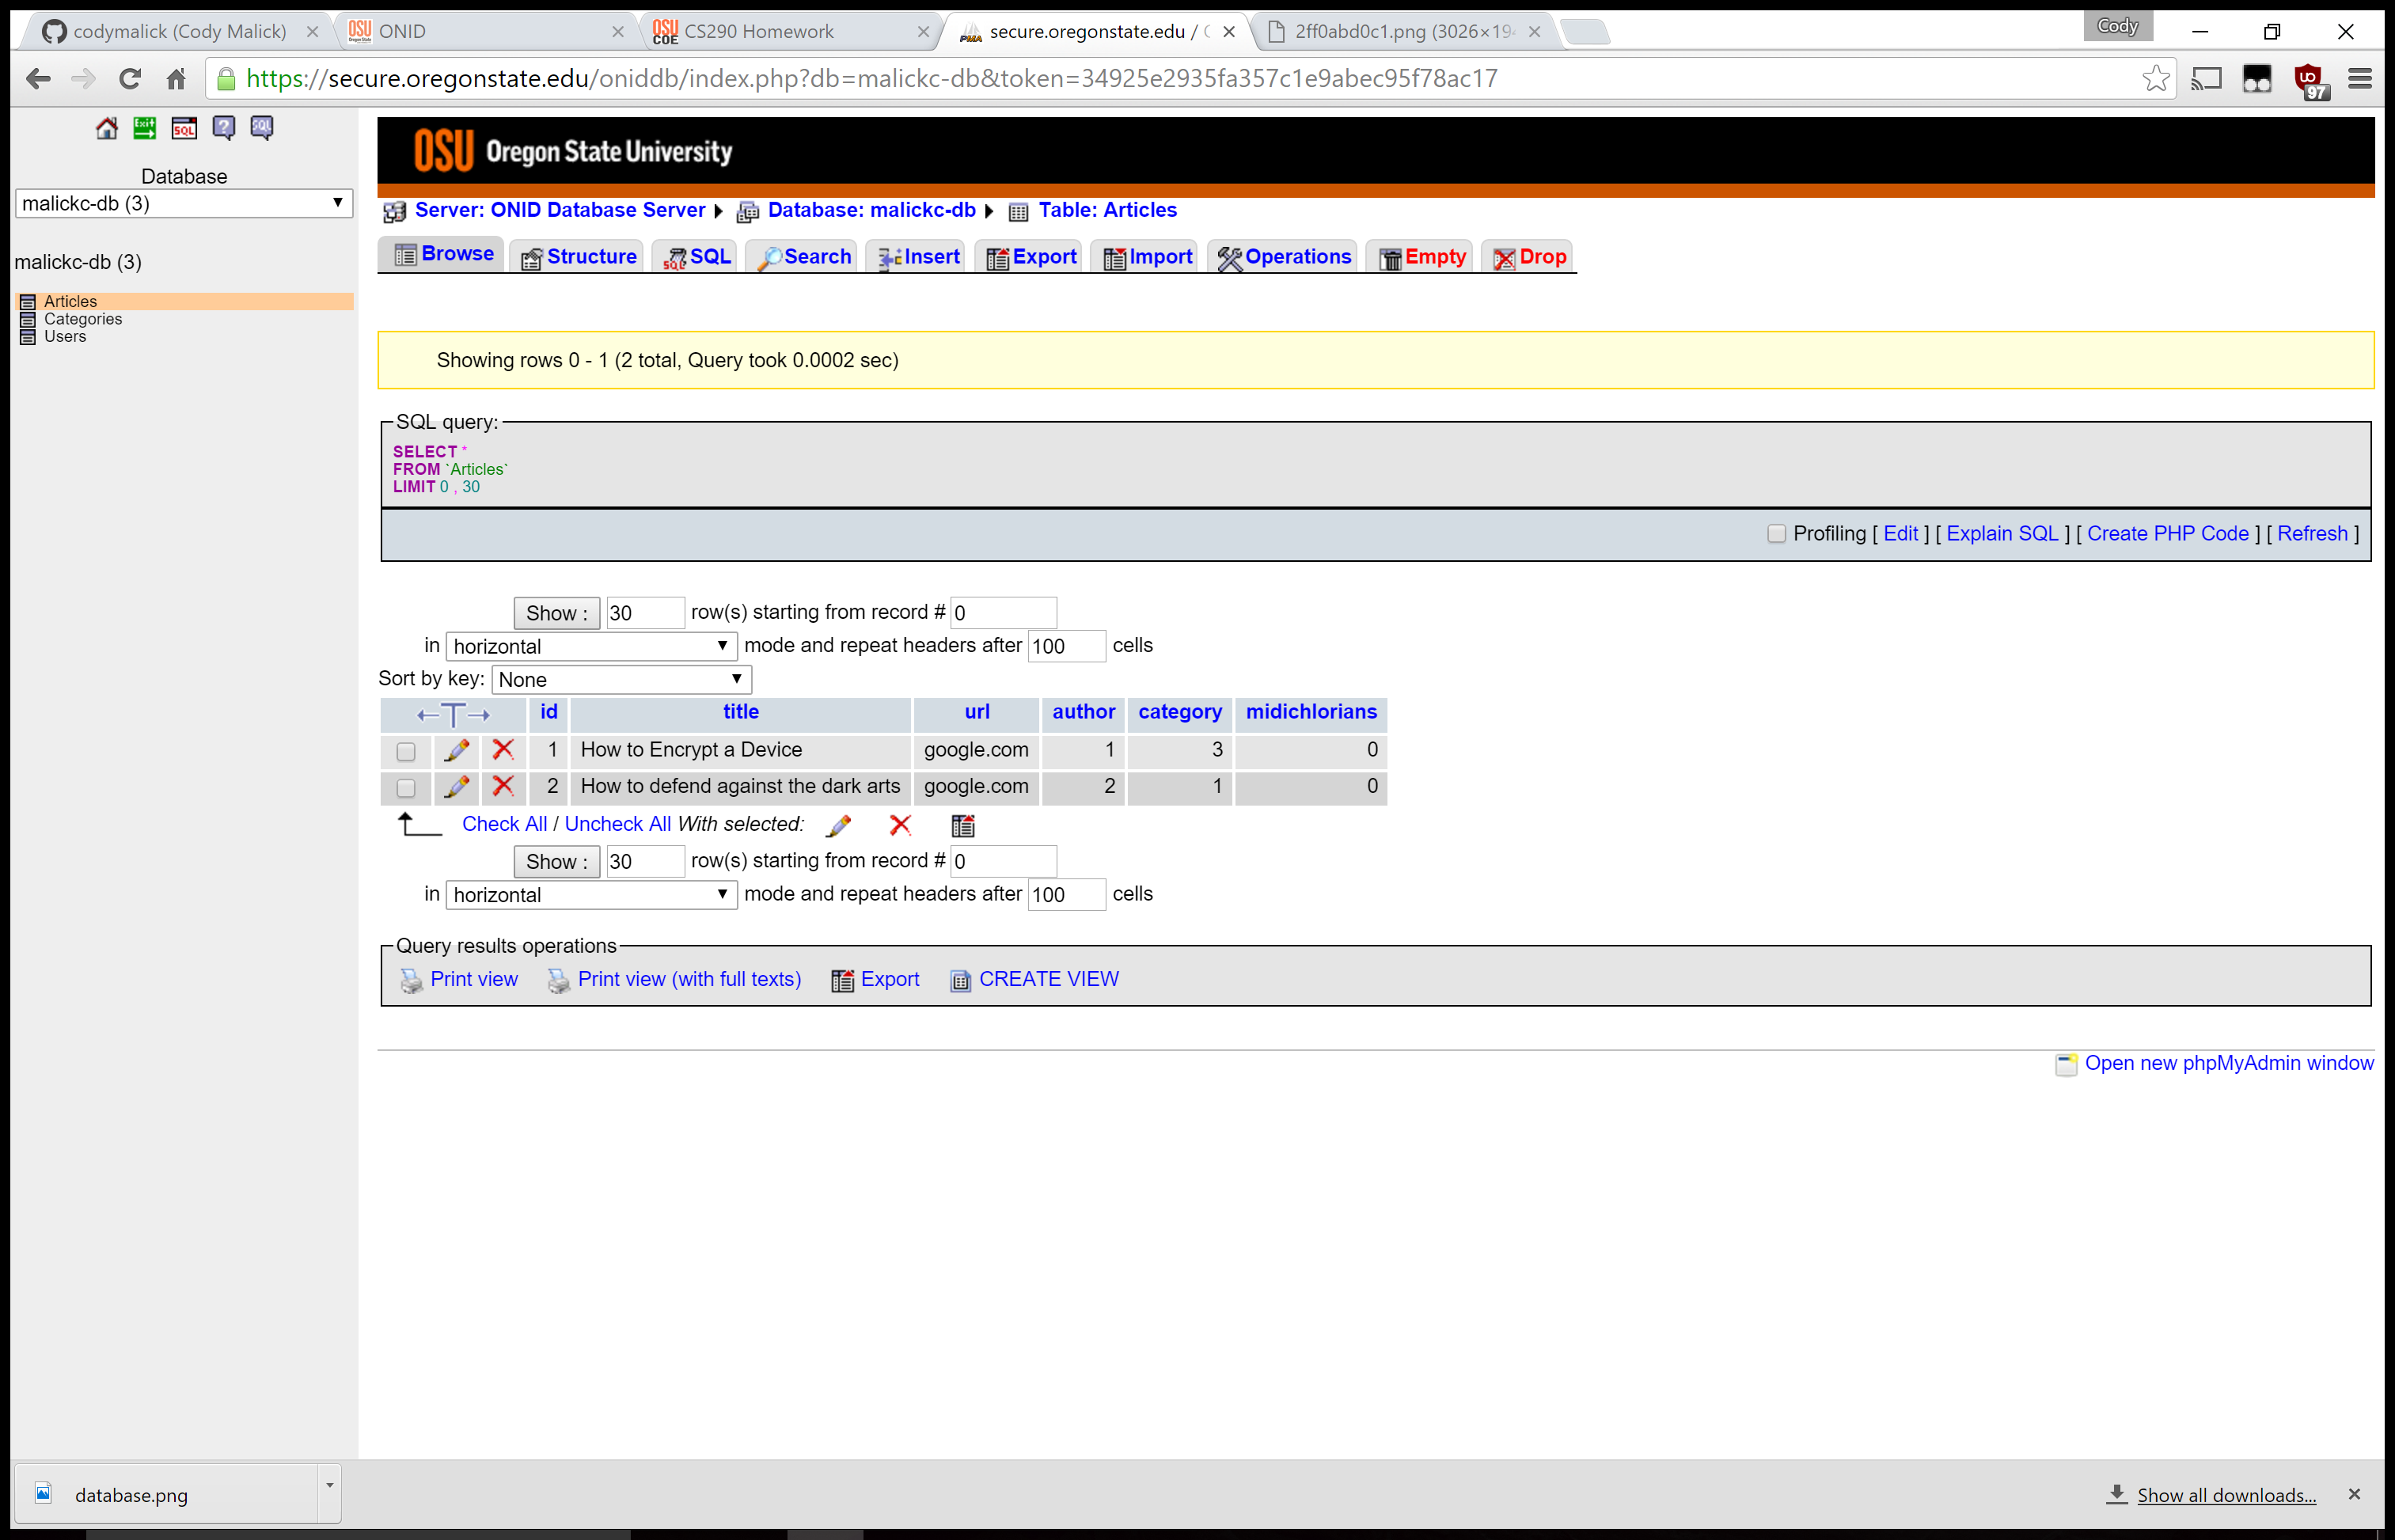 codymalick (Cody Malick)
ONID
CS290 Homework
secure.oregonstate.edu /
2ff0abd0c1.png (3026×19
Cody
https://secure.oregonstate.edu/oniddb/index.php?db=malickc-db&token=34925e2935fa357c1e9abec95f78ac17
97
Database
malickc-db (3)
malickc-db (3)
Articles
Categories
Users
OSU Oregon State University
Server: ONID Database Server Database: malickc-db Table: Articles
Browse Structure SQL Search Insert Export Import Operations Empty Drop
Showing rows 0 - 1 (2 total, Query took 0.0002 sec)
SQL query:
SELECT *
FROM `Articles`
LIMIT 0 , 30
Profiling [ Edit ] [ Explain SQL ] [ Create PHP Code ] [ Refresh ]
Show : 30 row(s) starting from record # 0
in horizontal mode and repeat headers after 100 cells
Sort by key: None
←T→ id title url author category midichlorians
1 How to Encrypt a Device google.com 1 3 0
2 How to defend against the dark arts google.com 2 1 0
Check All / Uncheck All With selected:
Show : 30 row(s) starting from record # 0
in horizontal mode and repeat headers after 100 cells
Query results operations
Print view Print view (with full texts) Export CREATE VIEW
Open new phpMyAdmin window
database.png
Show all downloads...